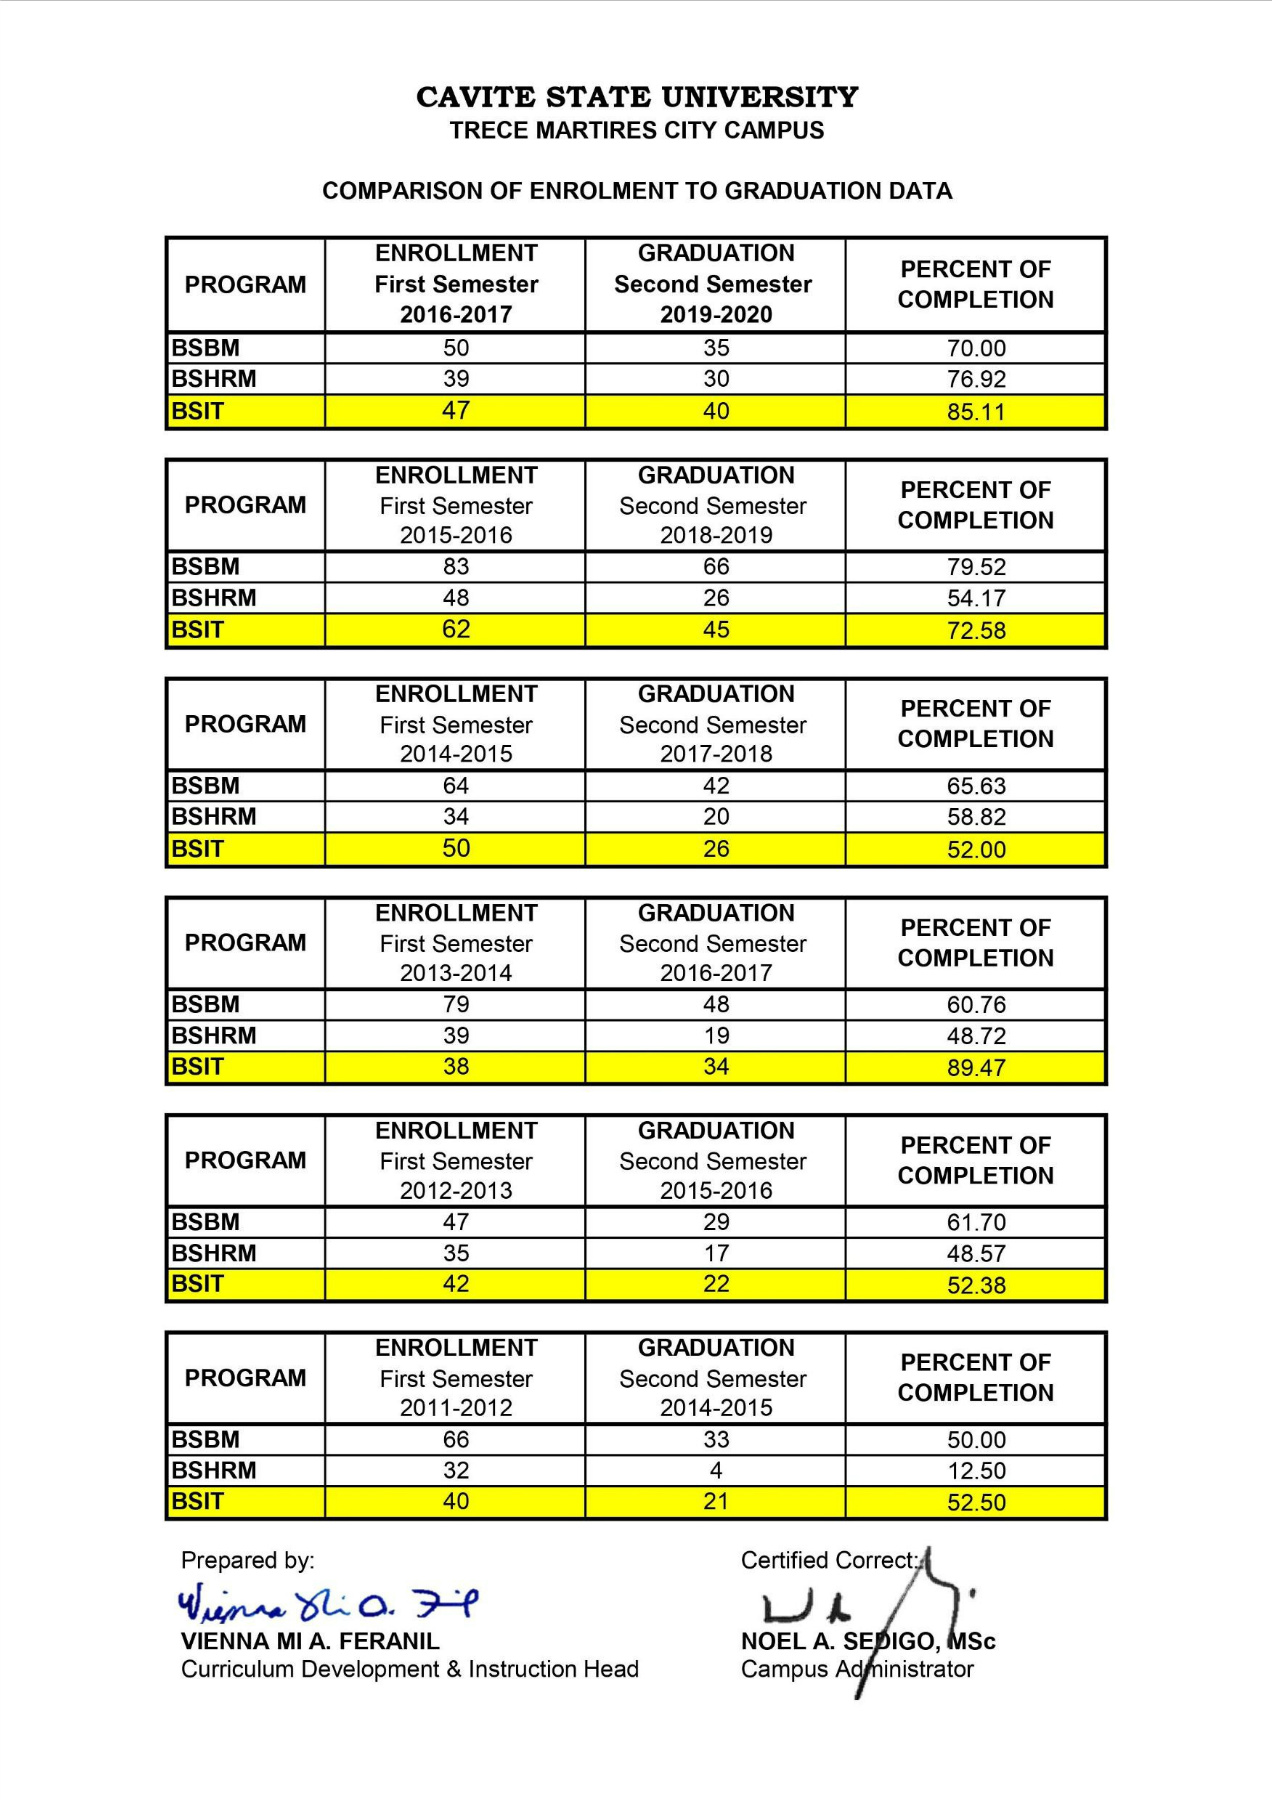 CAVITE STATE UNIVERSITY
TRECE MARTIRES CITY CAMPUS
COMPARISON OF ENROLMENT TO GRADUATION DATA
PROGRAM ENROLLMENT First Semester 2016-2017 GRADUATION Second Semester 2019-2020 PERCENT OF COMPLETION
BSBM 50 35 70.00
BSHRM 39 30 76.92
BSIT 47 40 85.11
PROGRAM ENROLLMENT First Semester 2015-2016 GRADUATION Second Semester 2018-2019 PERCENT OF COMPLETION
BSBM 83 66 79.52
BSHRM 48 26 54.17
BSIT 62 45 72.58
PROGRAM ENROLLMENT First Semester 2014-2015 GRADUATION Second Semester 2017-2018 PERCENT OF COMPLETION
BSBM 64 42 65.63
BSHRM 34 20 58.82
BSIT 50 26 52.00
PROGRAM ENROLLMENT First Semester 2013-2014 GRADUATION Second Semester 2016-2017 PERCENT OF COMPLETION
BSBM 79 48 60.76
BSHRM 39 19 48.72
BSIT 38 34 89.47
PROGRAM ENROLLMENT First Semester 2012-2013 GRADUATION Second Semester 2015-2016 PERCENT OF COMPLETION
BSBM 47 29 61.70
BSHRM 35 17 48.57
BSIT 42 22 52.38
PROGRAM ENROLLMENT First Semester 2011-2012 GRADUATION Second Semester 2014-2015 PERCENT OF COMPLETION
BSBM 66 33 50.00
BSHRM 32 4 12.50
BSIT 40 21 52.50
Prepared by: Certified Correct:
VIENNA MI A. FERANIL NOEL A. SEDIGO, MSc
Curriculum Development & Instruction Head Campus Administrator